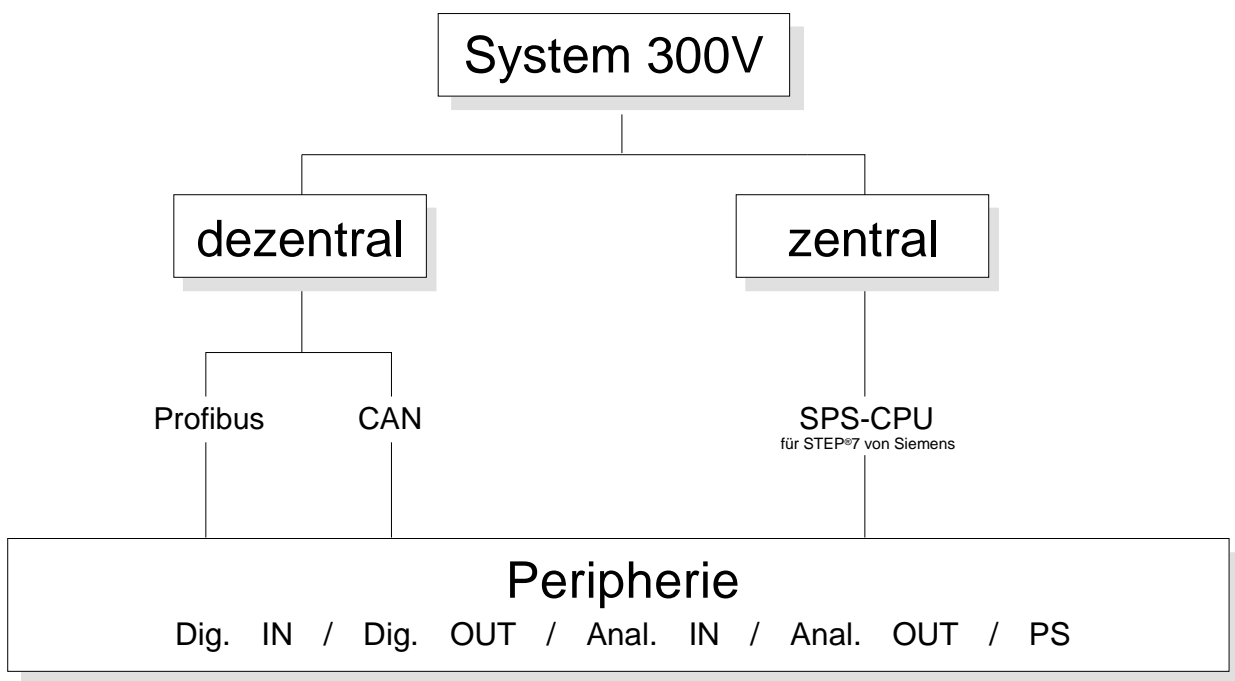 System 300V
dezentral
zentral
Profibus
CAN
SPS-CPU
für STEP®7 von Siemens
Peripherie
Dig. IN / Dig. OUT / Anal. IN / Anal. OUT / PS